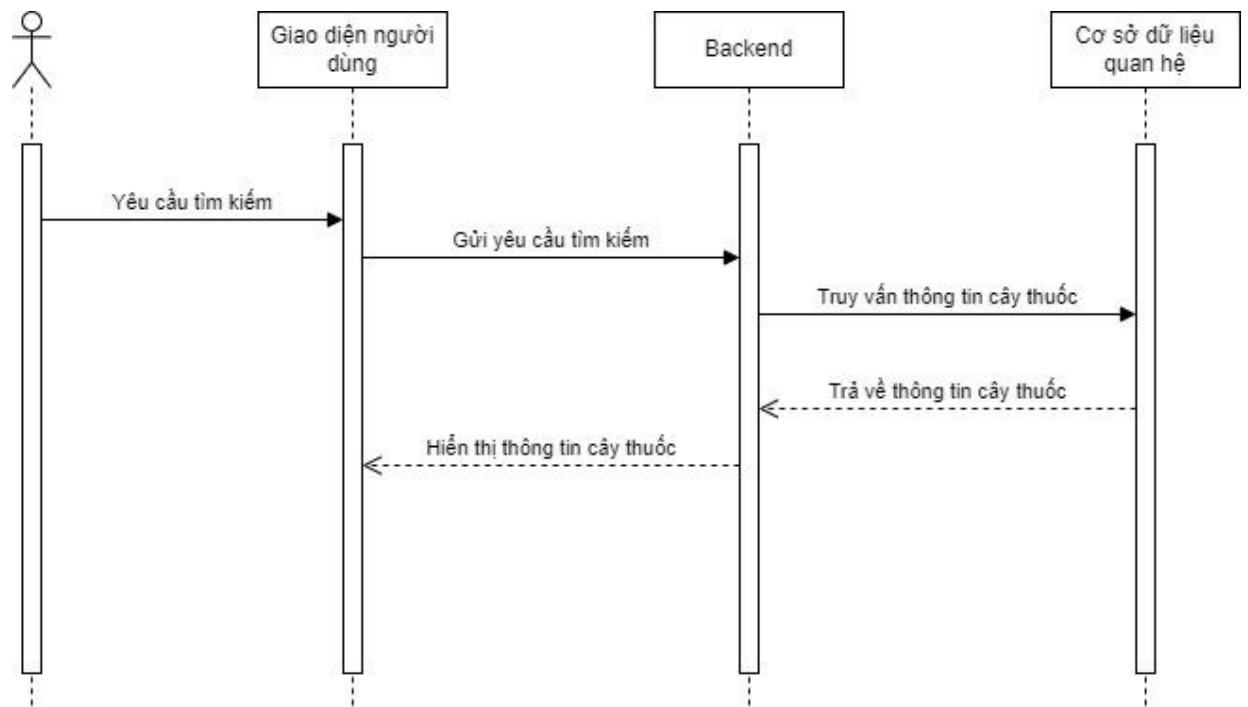 Giao diện người
dùng
Backend
Cơ sở dữ liệu
quan hệ
Yêu cầu tìm kiếm
Gửi yêu cầu tìm kiếm
Truy vấn thông tin cây thuốc
Trả về thông tin cây thuốc
Hiển thị thông tin cây thuốc